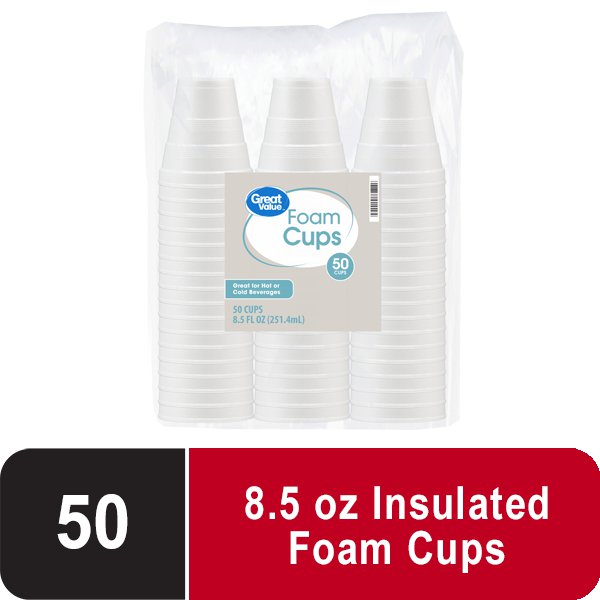 Great
Value
Foam
Cups
50
CUPS
Great for Hot or
Cold Beverages
50 CUPS
8.5 FL OZ (251.4mL)
50
8.5 oz Insulated
Foam Cups